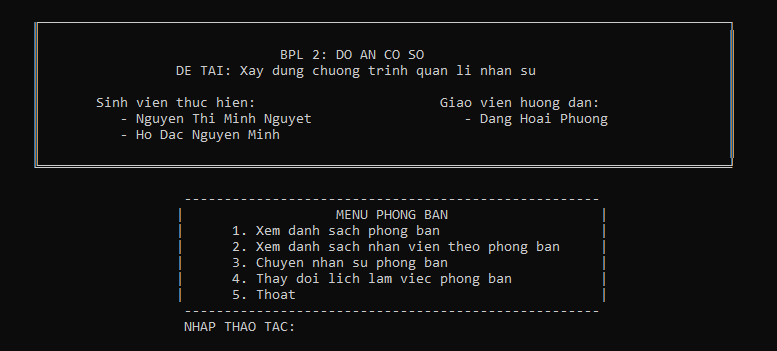 BPL 2: DO AN CO SO
DE TAI: Xay dung chuong trinh quan li nhan su
Sinh vien thuc hien: Giao vien huong dan:
- Nguyen Thi Minh Nguyet - Dang Hoai Phuong
- Ho Dac Nguyen Minh
MENU PHONG BAN
1. Xem danh sach phong ban
2. Xem danh sach nhan vien theo phong ban
3. Chuyen nhan su phong ban
4. Thay doi lich lam viec phong ban
5. Thoat
NHAP THAO TAC: